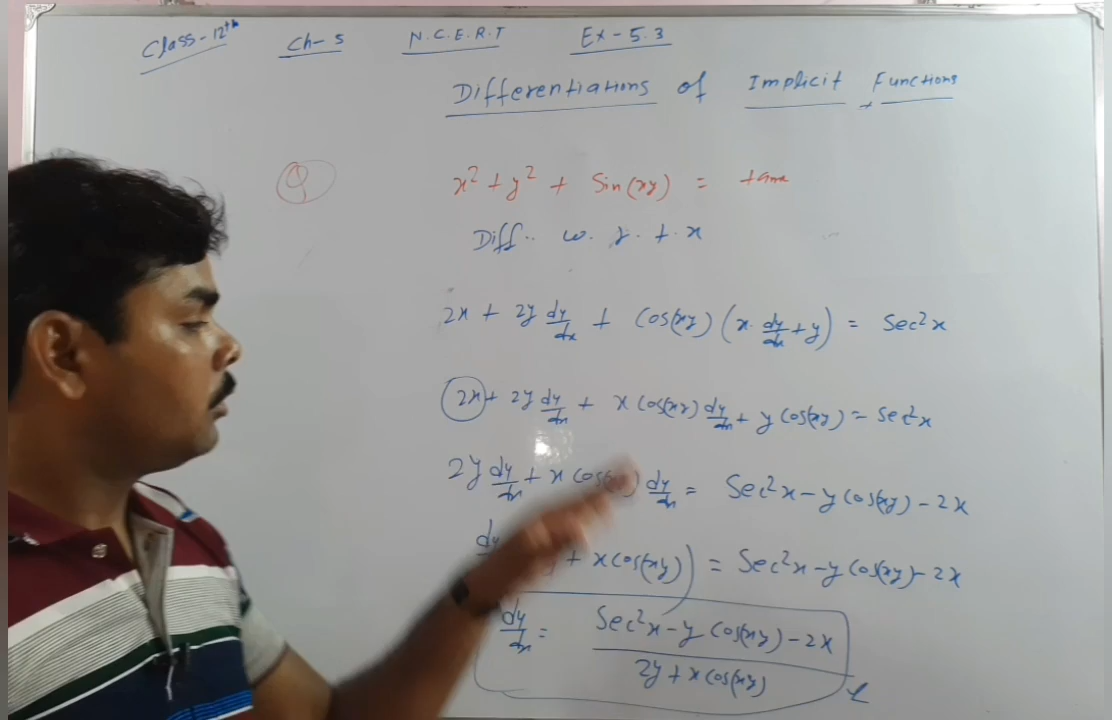 Class-12th Ch-5 N.C.E.R.T Ex-5.3
Differentiations of Implicit Functions
Q x² + y² + Sin(xy) = tanx
Diff.. w. r. t. x
2x + 2y dy/dx + Cos(xy) (x. dy/dx + y) = Sec²x
2x + 2y dy/dx + x Cos(xy) dy/dx + y Cos(xy) = Sec²x
2y dy/dx + x Cos(xy) dy/dx = Sec²x - y Cos(xy) - 2x
+ x Cos(xy)) = Sec²x - y Cos(xy) - 2x
dy/dx = Sec²x - y Cos(xy) - 2x
2y + x Cos(xy)